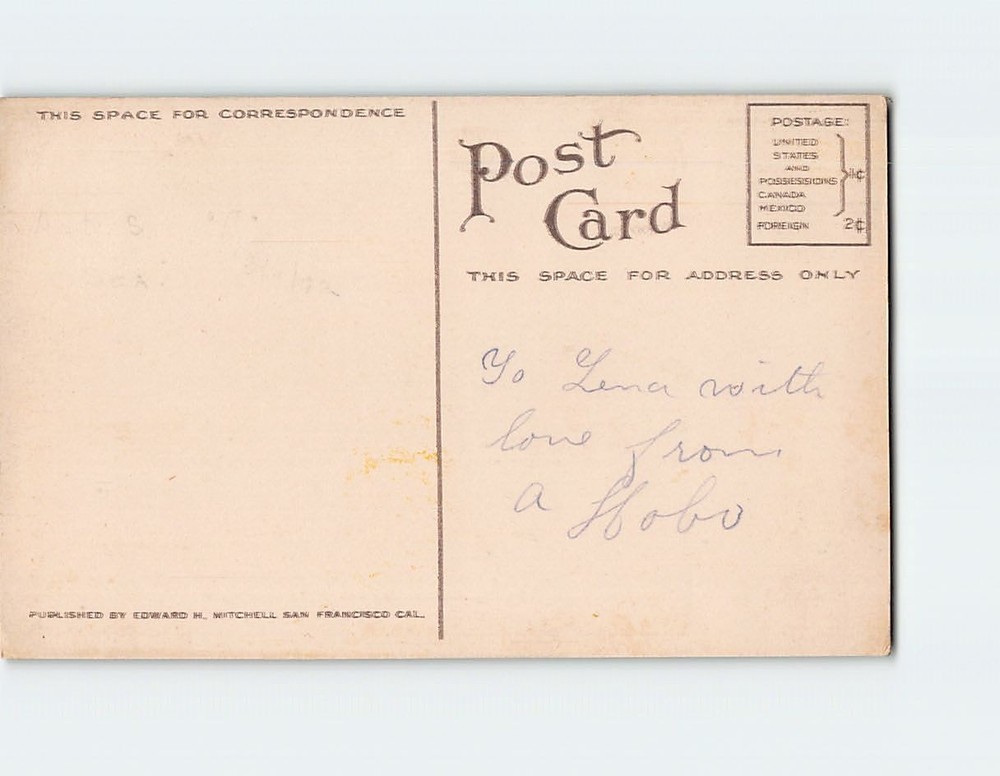 THIS SPACE FOR CORRESPONDENCE
PUBLISHED BY EDWARD H. MITCHELL SAN FRANCISCO CAL.
Post
Card
POSTAGE:
UNITED
STATES
AND
POSSESSIONS
CANADA
MEXICO
1¢
FOREIGN 2¢
THIS SPACE FOR ADDRESS ONLY
To Lena with
love from
a Hobo